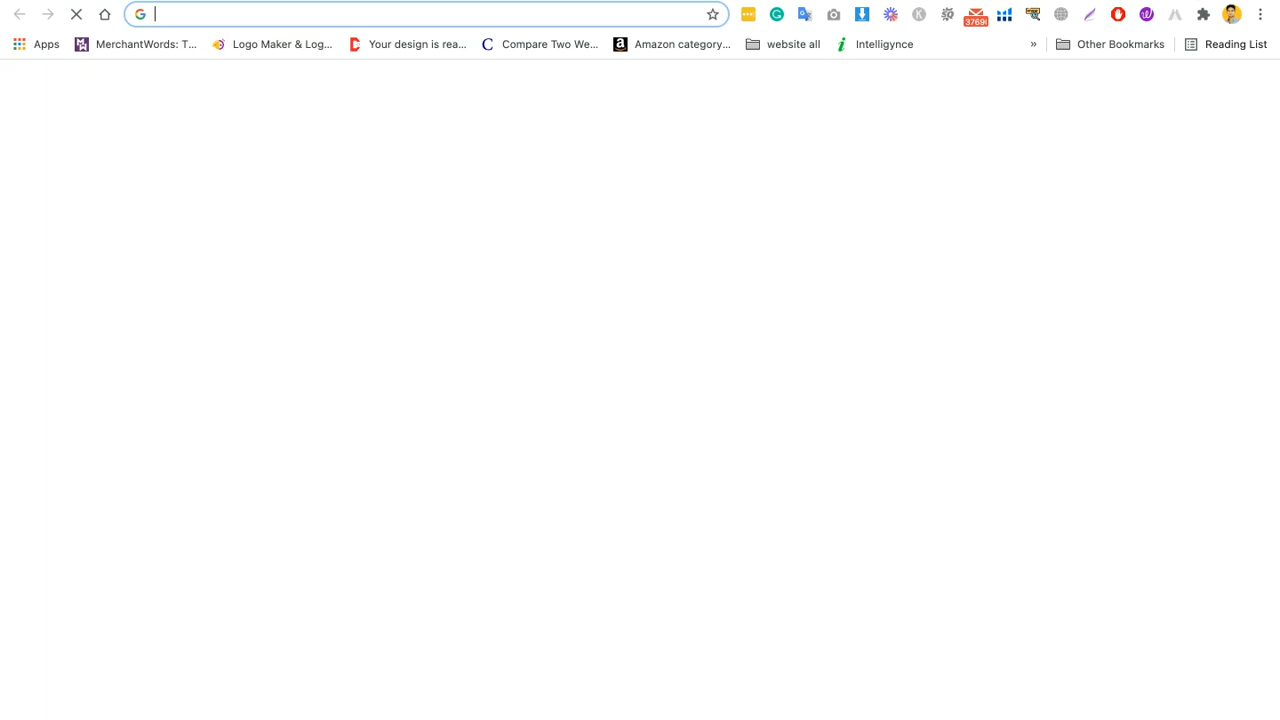 37690
Apps MerchantWords: T... Logo Maker & Log... Your design is rea... Compare Two We... Amazon category... website all Intelligynce » Other Bookmarks Reading List